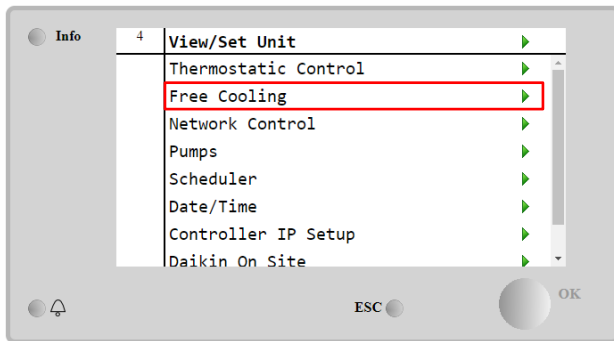 Info
4 View/Set Unit
Thermostatic Control
Free Cooling
Network Control
Pumps
Scheduler
Date/Time
Controller IP Setup
Daikin On Site
ESC
OK